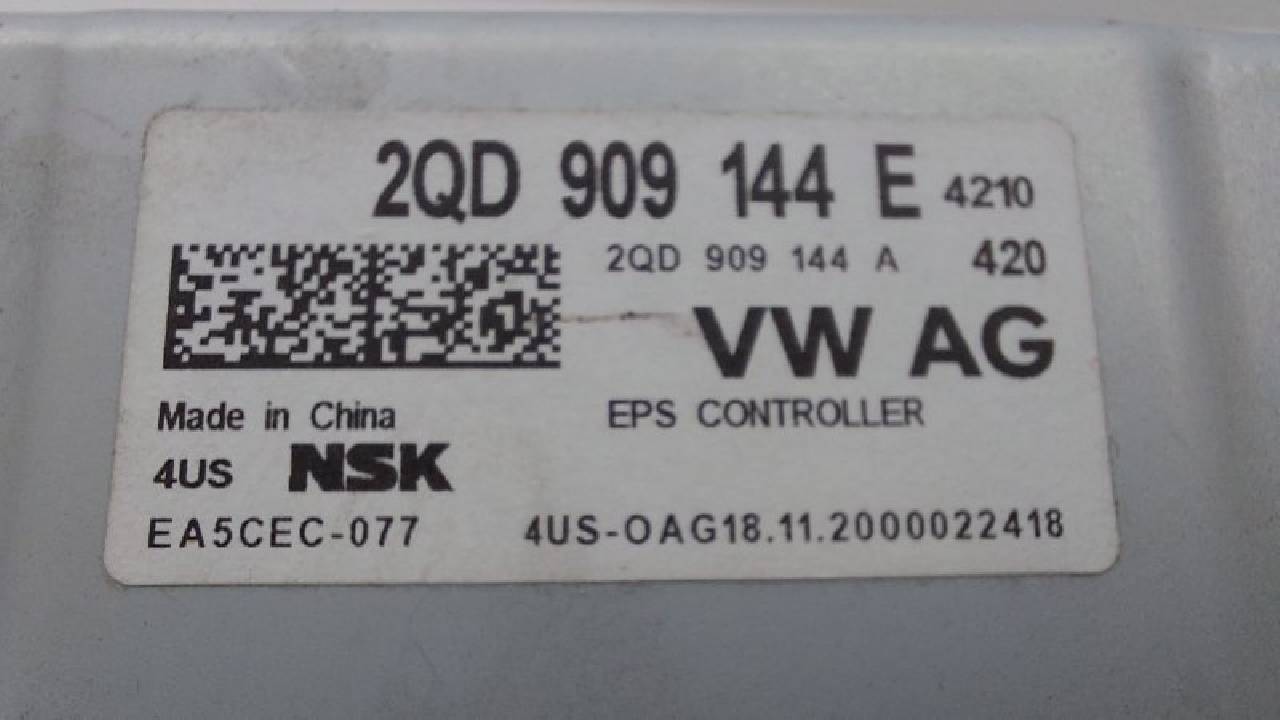 2QD 909 144 E 4210
2QD 909 144 A 420
VW AG
Made in China
EPS CONTROLLER
4US NSK
EA5CEC-077
4US-OAG18.11.2000022418